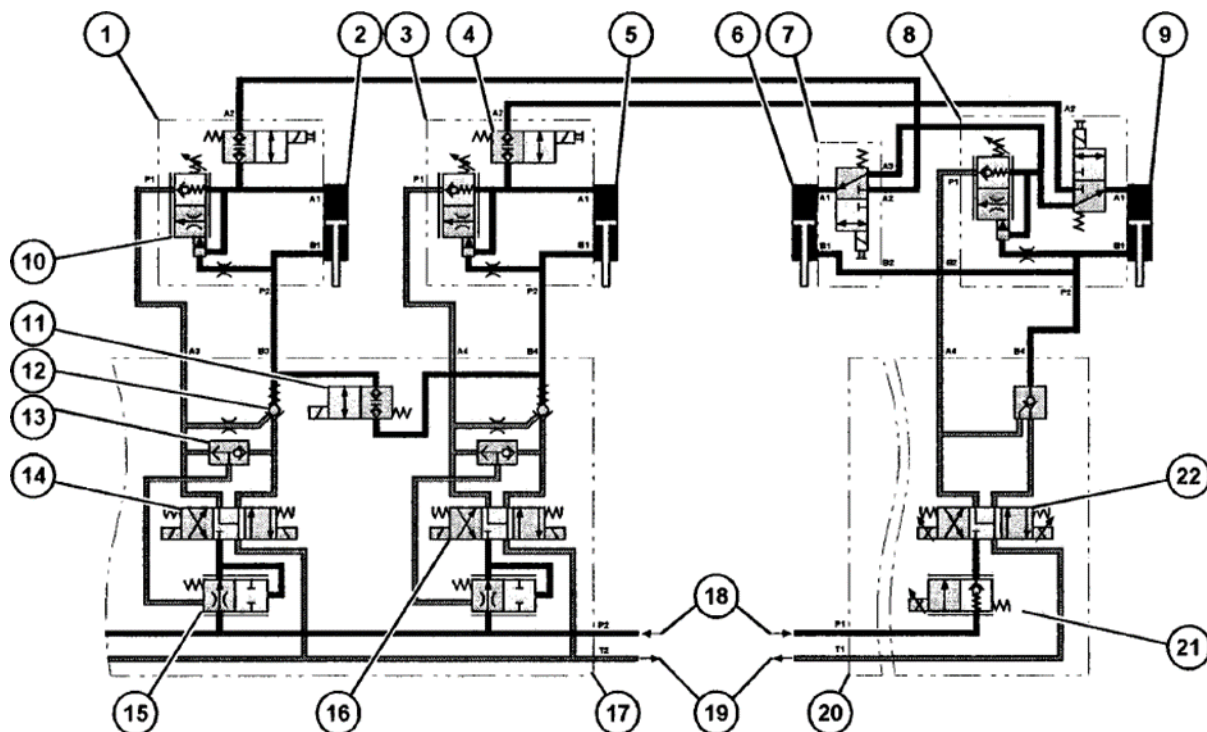 1 2 3 4 5 6 7 8 9
A2 A2 A2
P1 P1 A3 P1
A1 A1 A1 A2 A1
10
B1 B1 B1 B1
B2 B2
P2 P2 P2
11
A3 B3 A4 B4 A4 B4
12
13
14 22
18
P2 P1
21
T2 T1
15 16 17 19 20